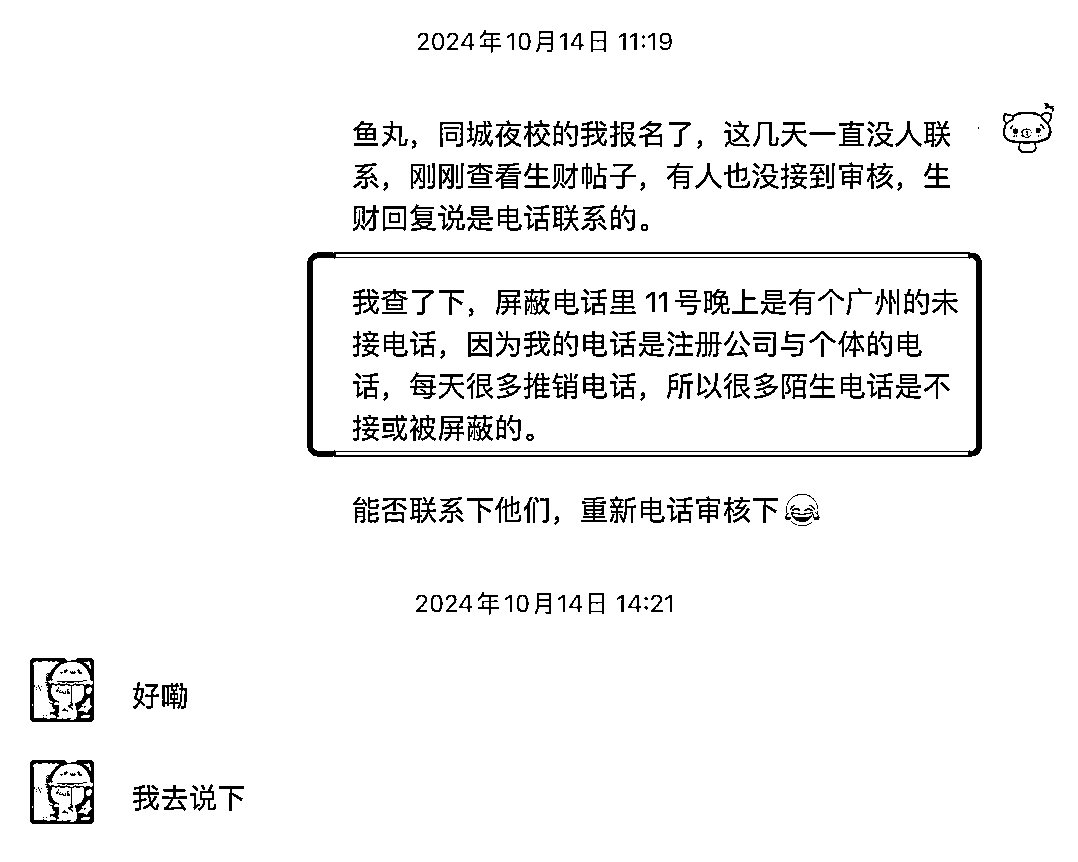 2024年10月14日 11:19
鱼丸，同城夜校的我报名了，这几天一直没人联
系，刚刚查看生财帖子，有人也没接到审核，生
财回复说是电话联系的。
我查了下，屏蔽电话里 11号晚上是有个广州的未
接电话，因为我的电话是注册公司与个体的电
话，每天很多推销电话，所以很多陌生电话是不
接或被屏蔽的。
能否联系下他们，重新电话审核下😂
2024年10月14日 14:21
好嘞
我去说下